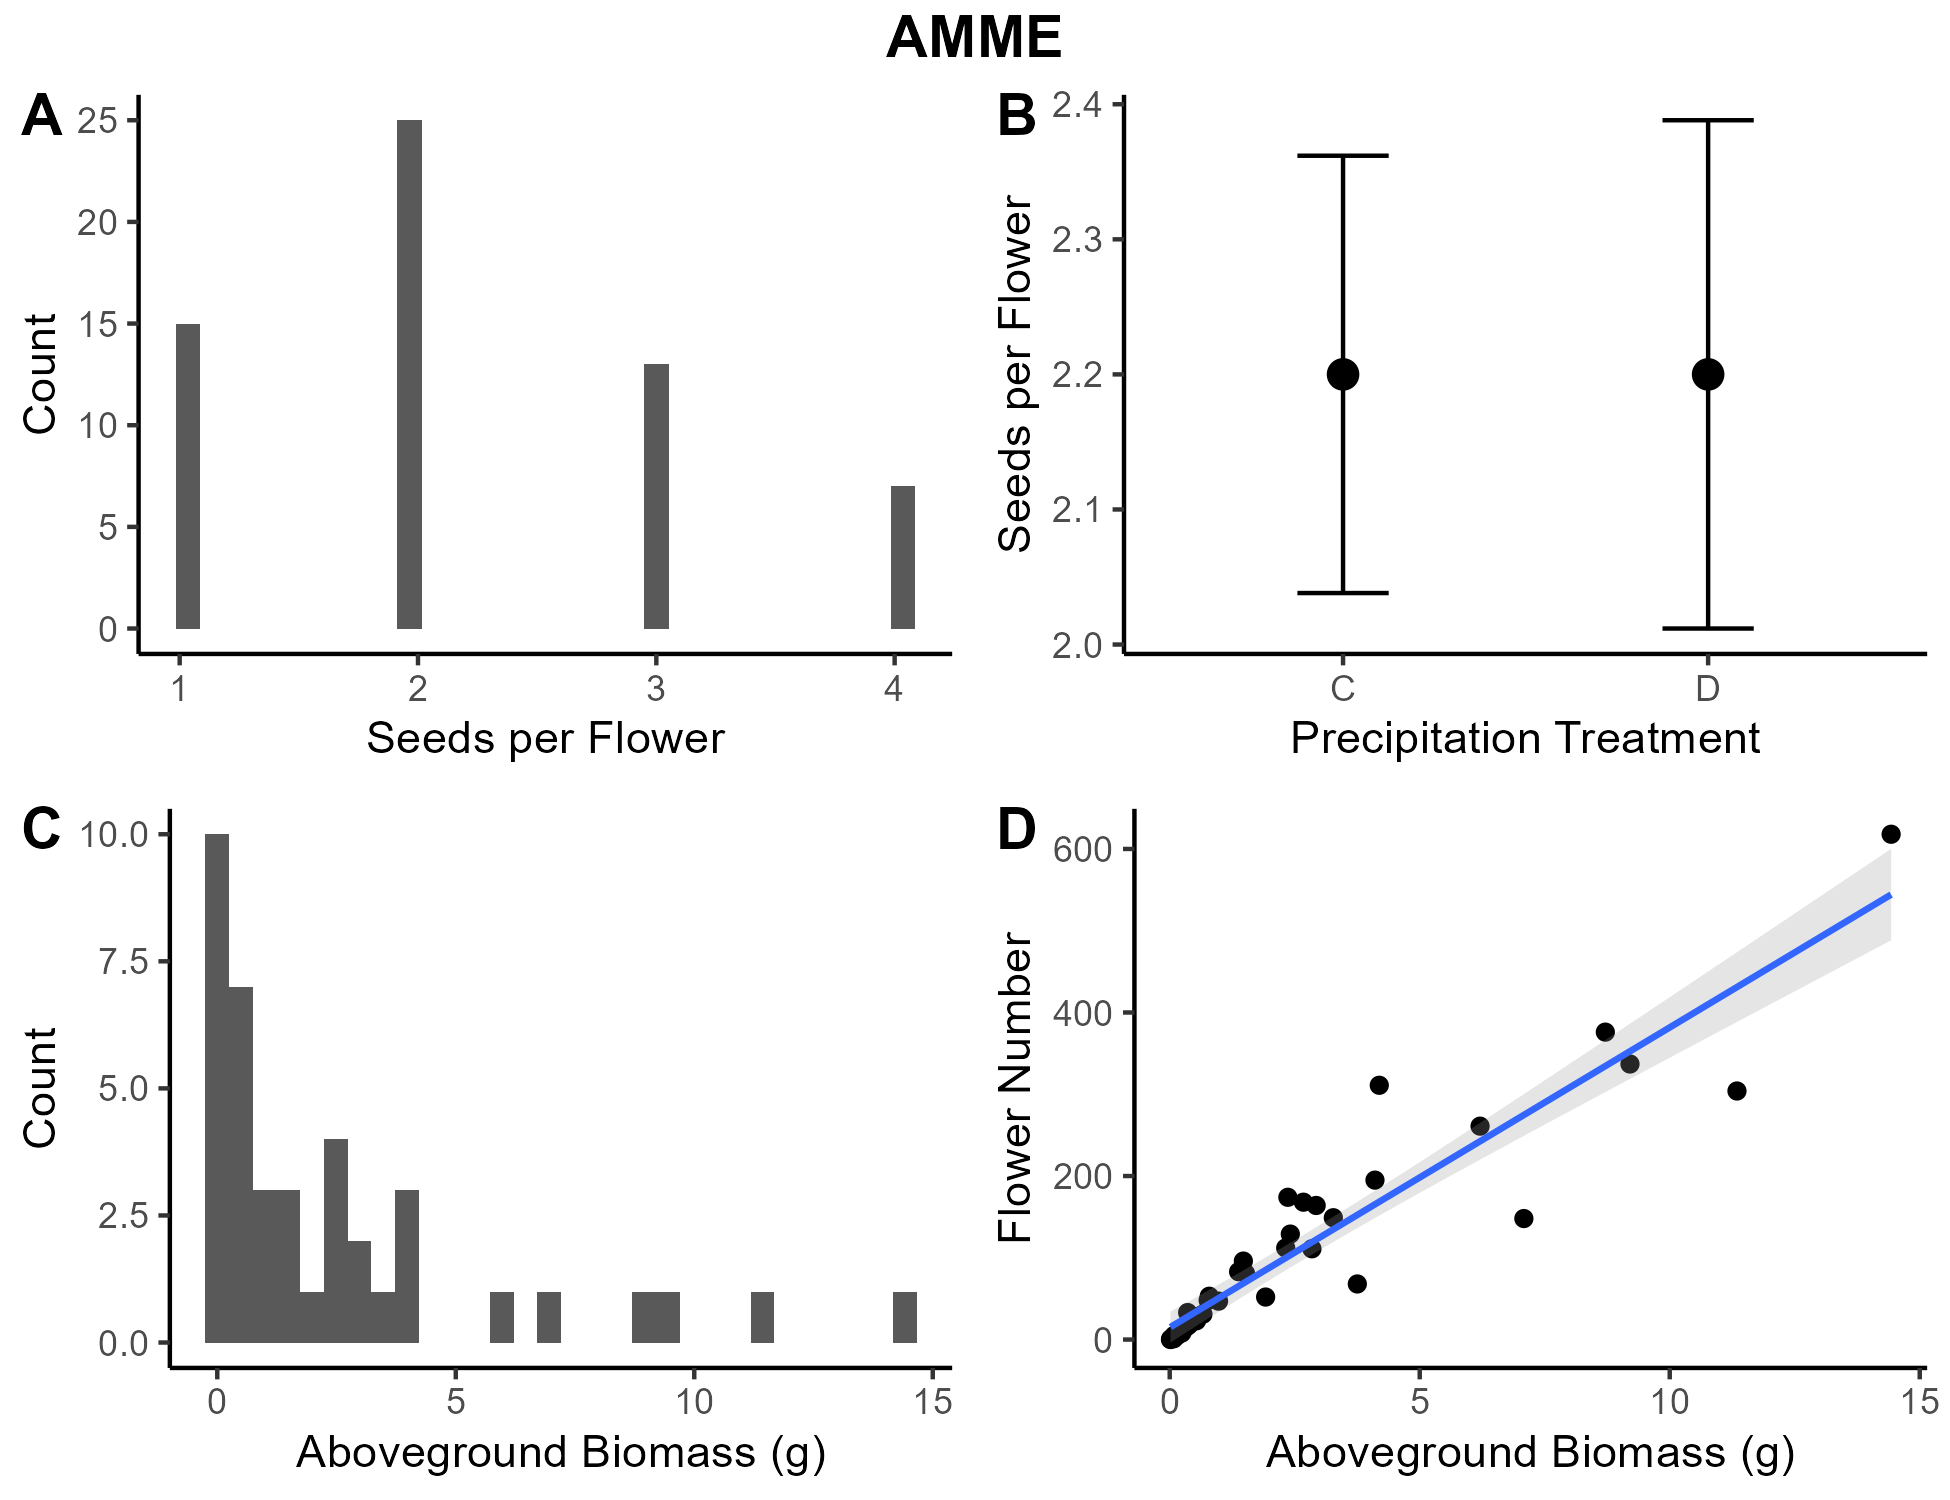 AMME
A
25
20
15
10
5
0
Count
1 2 3 4
Seeds per Flower
B
2.4
2.3
2.2
2.1
2.0
Seeds per Flower
C D
Precipitation Treatment
C
10.0
7.5
5.0
2.5
0.0
Count
0 5 10 15
Aboveground Biomass (g)
D
600
400
200
0
Flower Number
0 5 10 15
Aboveground Biomass (g)